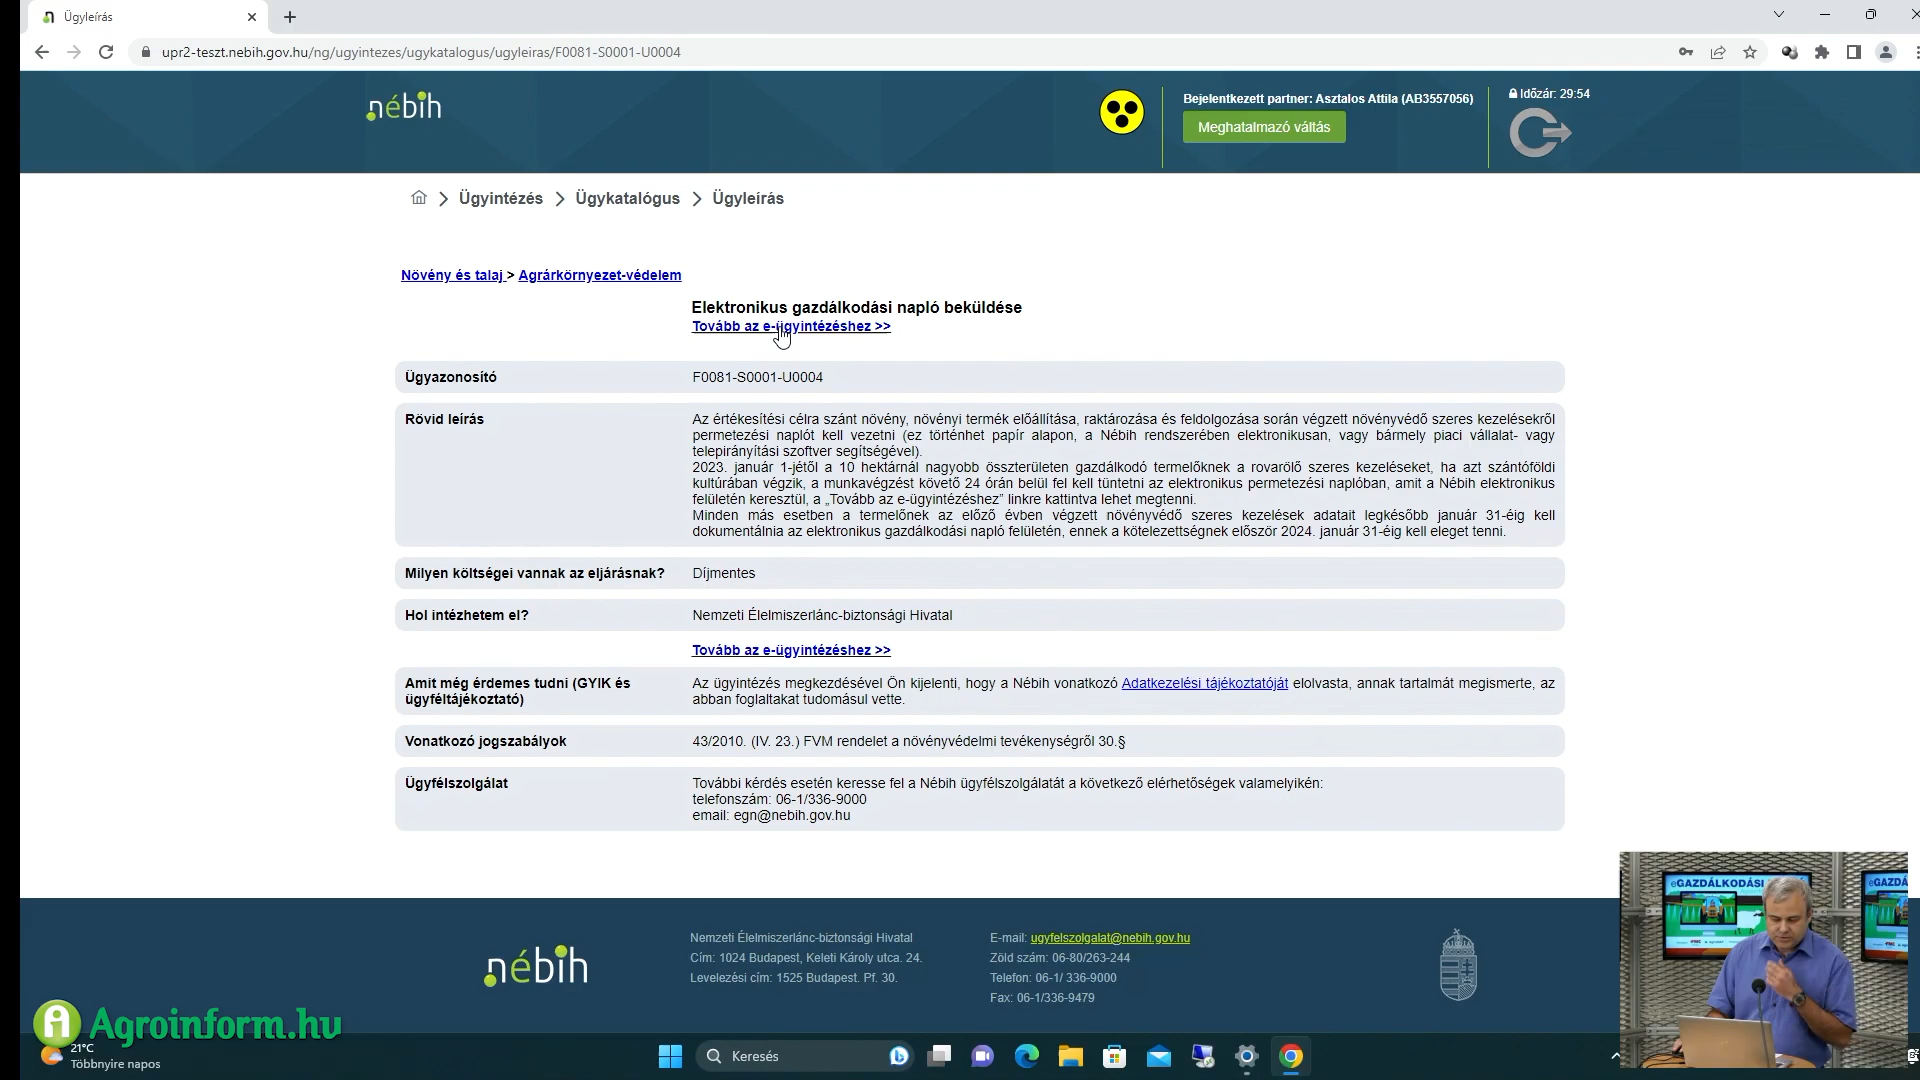 Ügyleírás
upr2-teszt.nebih.gov.hu/ng/ugyintezes/ugykatalogus/ugyleiras/F0081-S0001-U0004
nébih
Bejelentkezett partner: Asztalos Attila (AB3557056)
Meghatalmazó váltás
Időzár: 29:54
Ügyintézés > Ügykatalógus > Ügyleírás
Növény és talaj > Agrárkörnyezet-védelem
Elektronikus gazdálkodási napló beküldése
Tovább az e-ügyintézéshez >>
Ügyazonosító
F0081-S0001-U0004
Rövid leírás
Az értékesítési célra szánt növény, növényi termék előállítása, raktározása és feldolgozása során végzett növényvédő szeres kezelésekről
permetezési naplót kell vezetni (ez történhet papír alapon, a Nébih rendszerében elektronikusan, vagy bármely piaci vállalat- vagy
telepirányítási szoftver segítségével).
2023. január 1-jétől a 10 hektárnál nagyobb összterületen gazdálkodó termelőknek a rovarölő szeres kezeléseket, ha azt szántóföldi
kultúrában végzik, a munkavégzést követő 24 órán belül fel kell tüntetni az elektronikus permetezési naplóban, amit a Nébih elektronikus
felületén keresztül, a „Tovább az e-ügyintézéshez” linkre kattintva lehet megtenni.
Minden más esetben a termelőnek az előző évben végzett növényvédő szeres kezelések adatait legkésőbb január 31-éig kell
dokumentálnia az elektronikus gazdálkodási napló felületén, ennek a kötelezettségnek először 2024. január 31-éig kell eleget tenni.
Milyen költségei vannak az eljárásnak?
Díjmentes
Hol intézhetem el?
Nemzeti Élelmiszerlánc-biztonsági Hivatal
Tovább az e-ügyintézéshez >>
Amit még érdemes tudni (GYIK és
ügyféltájékoztató)
Az ügyintézés megkezdésével Ön kijelenti, hogy a Nébih vonatkozó Adatkezelési tájékoztatóját elolvasta, annak tartalmát megismerte, az
abban foglaltakat tudomásul vette.
Vonatkozó jogszabályok
43/2010. (IV. 23.) FVM rendelet a növényvédelmi tevékenységről 30.§
Ügyfélszolgálat
További kérdés esetén keresse fel a Nébih ügyfélszolgálatát a következő elérhetőségek valamelyikén:
telefonszám: 06-1/336-9000
email: egn@nebih.gov.hu
nébih
Nemzeti Élelmiszerlánc-biztonsági Hivatal
Cím: 1024 Budapest, Keleti Károly utca. 24.
Levelezési cím: 1525 Budapest. Pf. 30.
E-mail: ugyfelszolgalat@nebih.gov.hu
Zöld szám: 06-80/263-244
Telefon: 06-1/ 336-9000
Fax: 06-1/336-9479
eGAZDÁLKODÁSI
eGAZDÁ
Agroinform.hu
21°C
Többnyire napos
Keresés